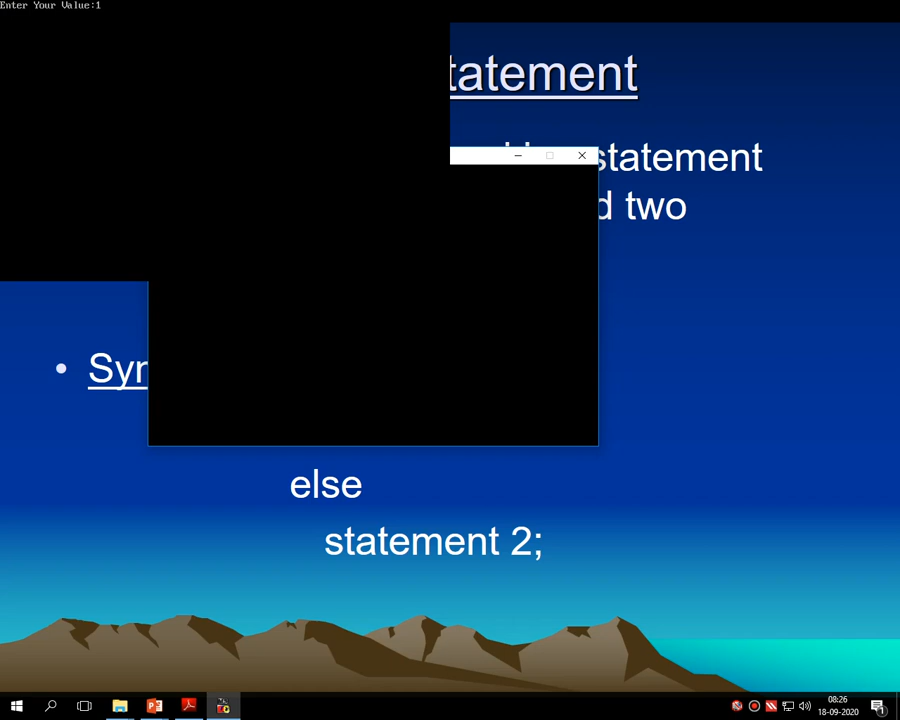 Enter Your Value:1
tatement
statement
d two
• Syn
else
statement 2;
08:26
18-09-2020